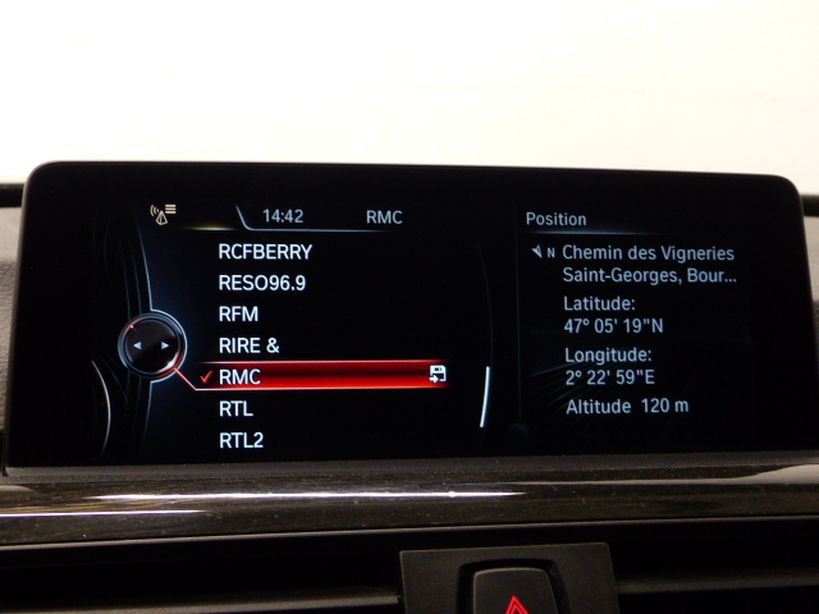 14:42 RMC
RCFBERRY
RESO96.9
RFM
RIRE &
RMC
RTL
RTL2
Position
N Chemin des Vigneries
Saint-Georges, Bour...
Latitude:
47° 05' 19"N
Longitude:
2° 22' 59"E
Altitude 120 m